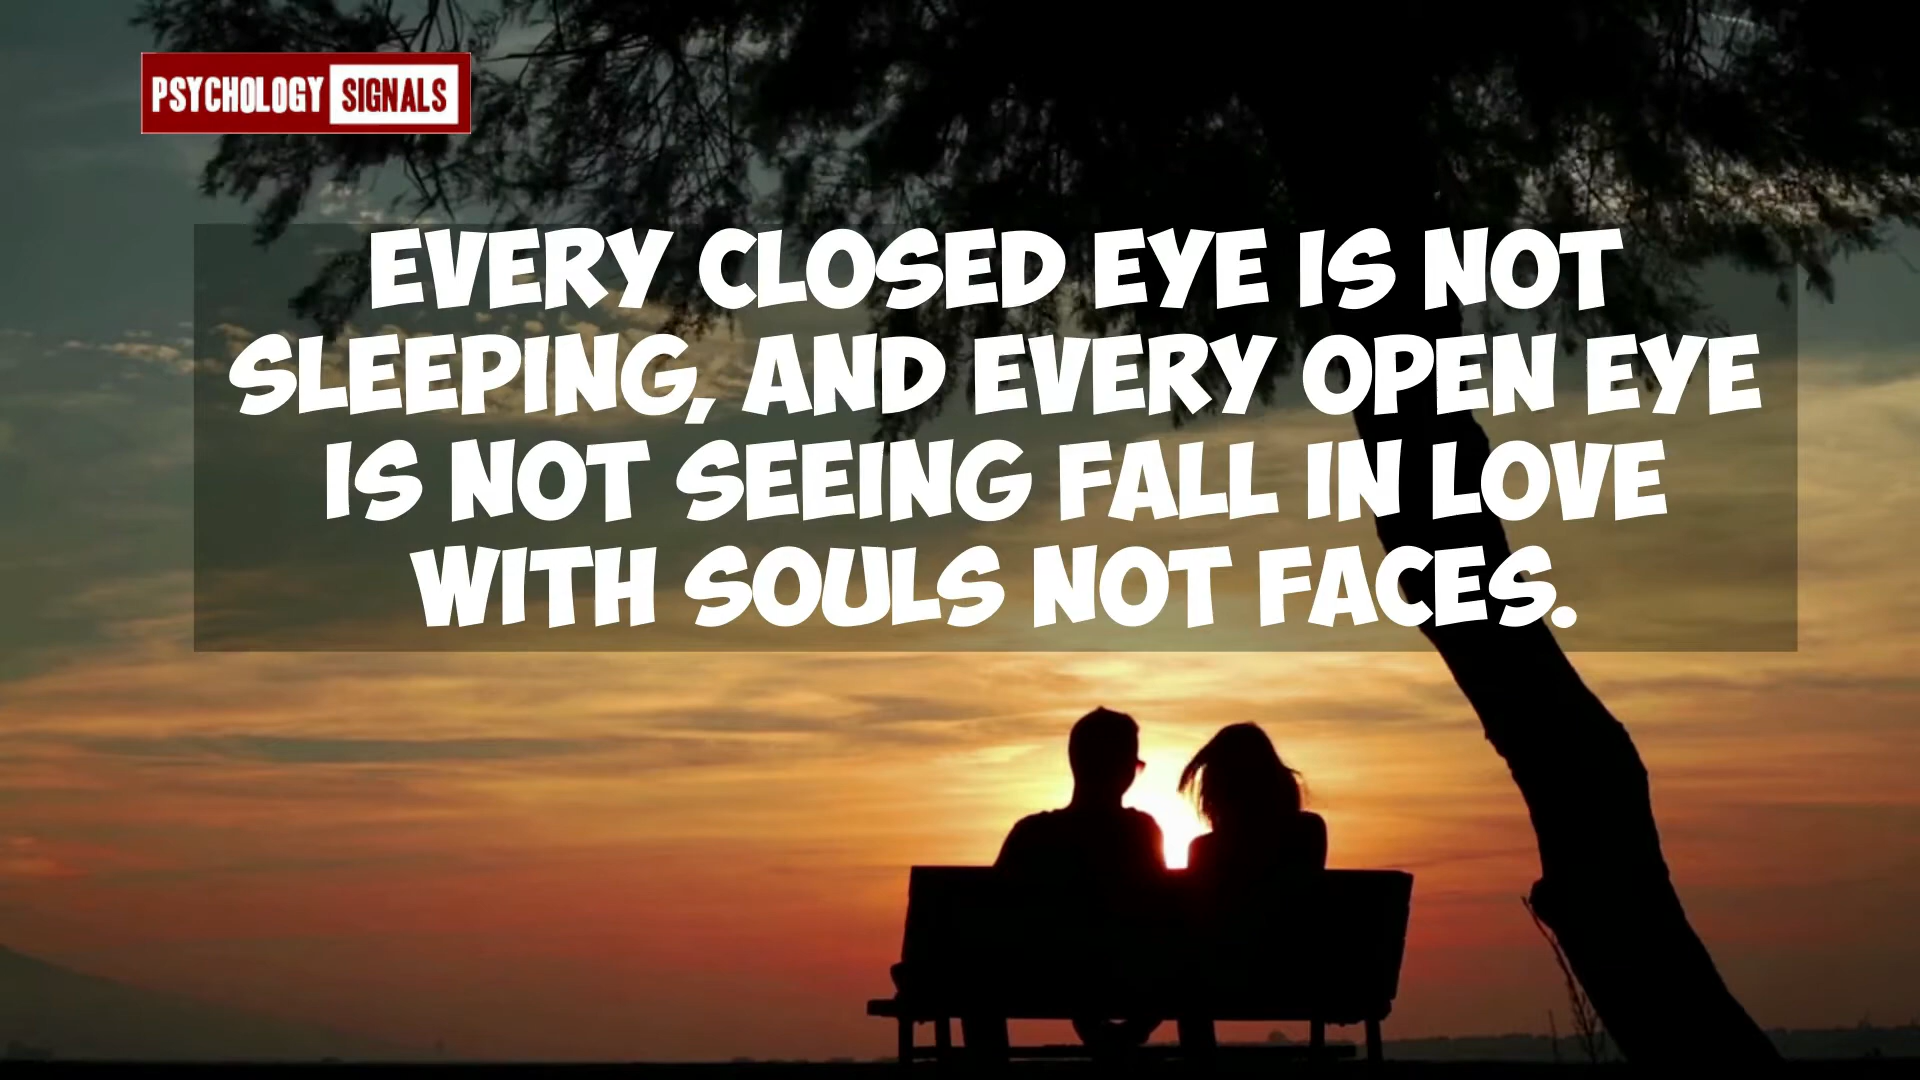 PSYCHOLOGY SIGNALS
EVERY CLOSED EYE IS NOT
SLEEPING, AND EVERY OPEN EYE
IS NOT SEEING FALL IN LOVE
WITH SOULS NOT FACES.